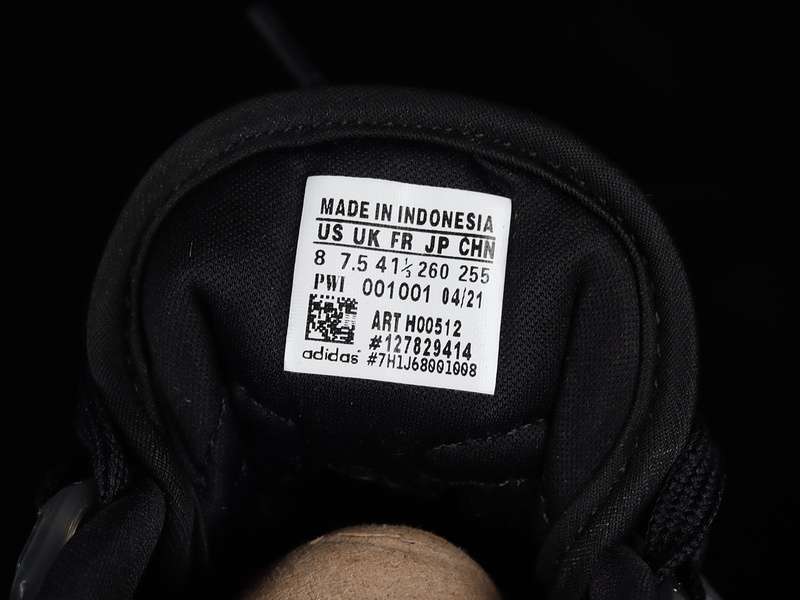 MADE IN INDONESIA
US UK FR JP CHN
8 7.5 41⅓ 260 255
PWI 001001 04/21
ART H00512
#127829414
adidas #7H1J68001008